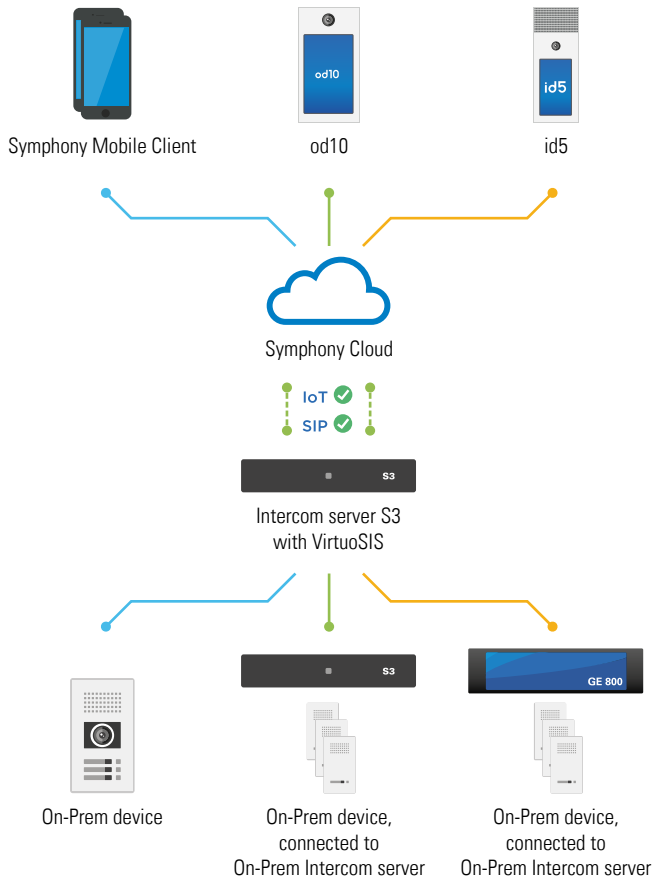 od10
id5
Symphony Mobile Client
od10
id5
Symphony Cloud
IoT
SIP
S3
Intercom server S3
with VirtuoSIS
S3
GE 800
On-Prem device
On-Prem device,
connected to
On-Prem Intercom server
On-Prem device,
connected to
On-Prem Intercom server